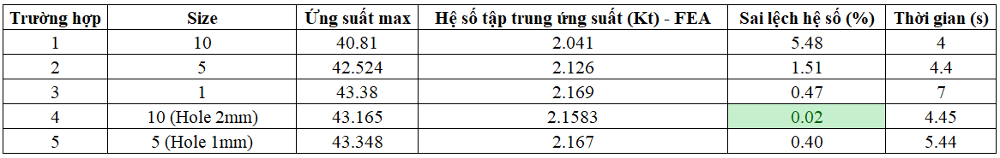 Trường hợp Size Ứng suất max Hệ số tập trung ứng suất (Kt) - FEA Sai lệch hệ số (%) Thời gian (s)
1 10 40.81 2.041 5.48 4
2 5 42.524 2.126 1.51 4.4
3 1 43.38 2.169 0.47 7
4 10 (Hole 2mm) 43.165 2.1583 0.02 4.45
5 5 (Hole 1mm) 43.348 2.167 0.40 5.44